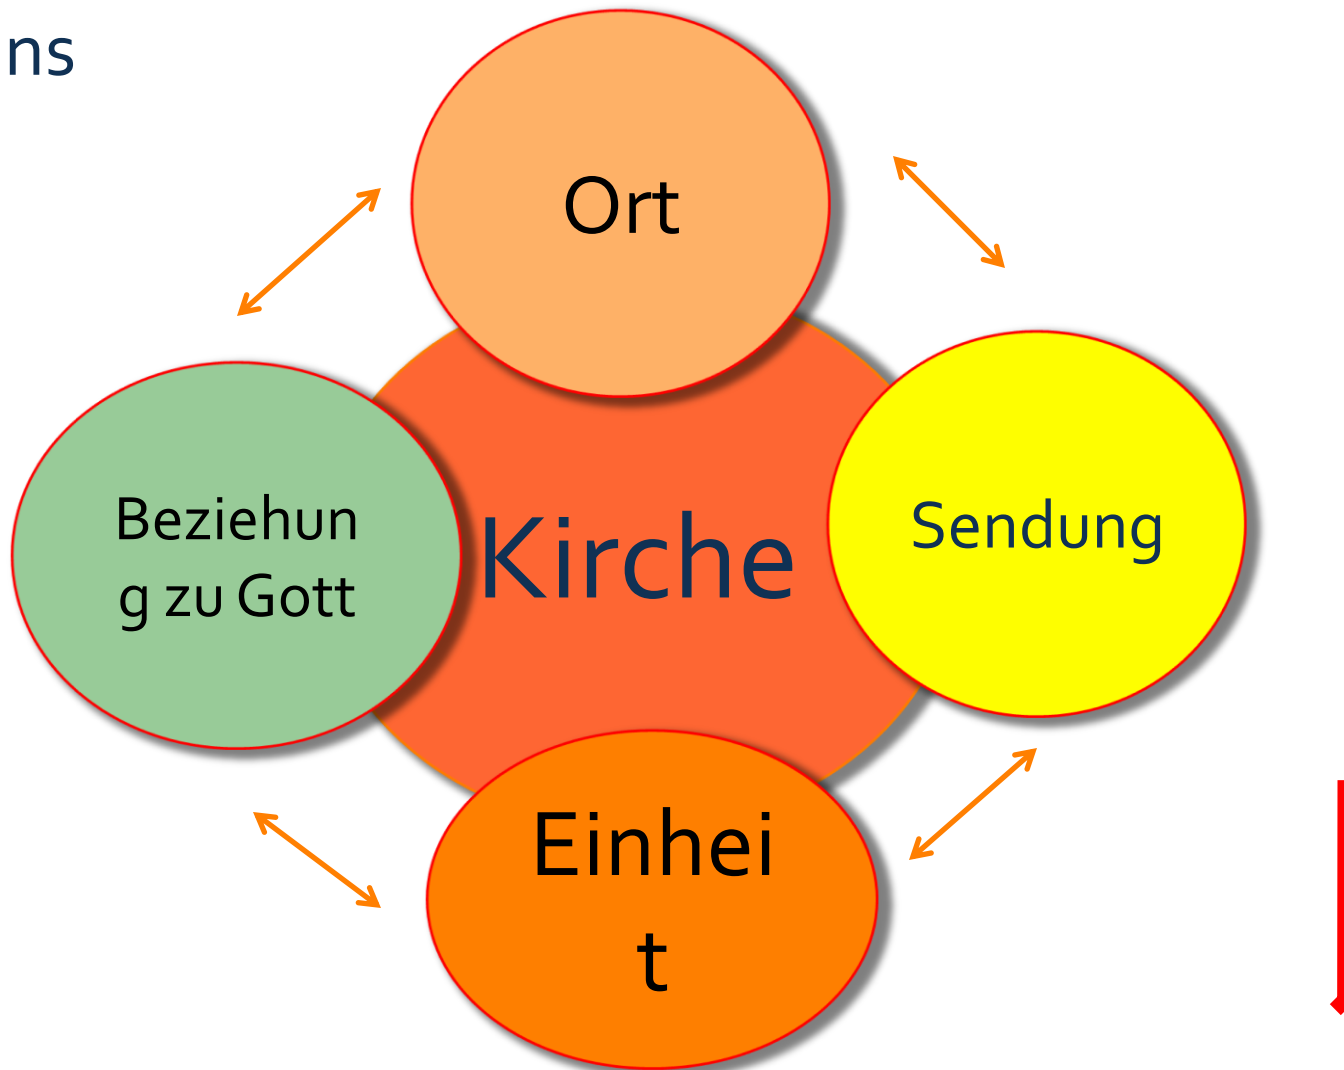 ns
Ort
Beziehun
g zu Gott
Kirche
Sendung
Einhei
t